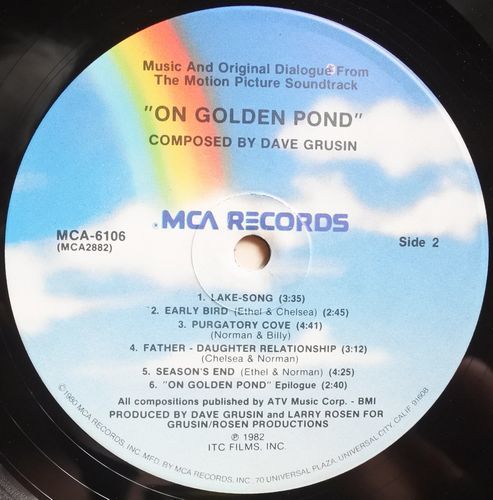 Music And Original Dialogue From
The Motion Picture Soundtrack
"ON GOLDEN POND"
COMPOSED BY DAVE GRUSIN
MCA RECORDS
MCA-6106
(MCA2882)
Side 2
1. LAKE-SONG (3:35)
2. EARLY BIRD (Ethel & Chelsea) (2:45)
3. PURGATORY COVE (4:41)
(Norman & Billy)
4. FATHER - DAUGHTER RELATIONSHIP (3:12)
(Chelsea & Norman)
5. SEASON'S END (Ethel & Norman) (4:25)
6. "ON GOLDEN POND" Epilogue (2:40)
All compositions published by ATV Music Corp. - BMI
PRODUCED BY DAVE GRUSIN and LARRY ROSEN FOR
GRUSIN/ROSEN PRODUCTIONS
℗ 1982
ITC FILMS, INC.
©1980 MCA RECORDS, INC. MFG. BY MCA RECORDS, INC., 70 UNIVERSAL PLAZA, UNIVERSAL CITY, CALIF. 91608